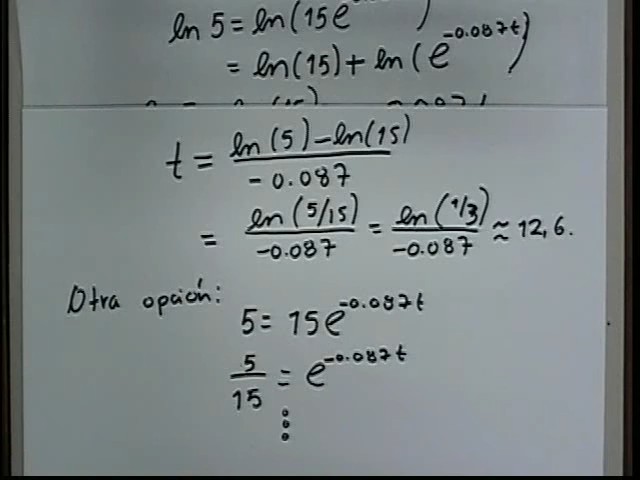 ln 5 = ln(15e
= ln(15) + ln(e^-0.087t)
t = ln(5) - ln(15) / -0.087
= ln(5/15) / -0.087 = ln(1/3) / -0.087 ≈ 12,6.
Otra opción:
5 = 15e^-0.087t
5/15 = e^-0.087t
⋮